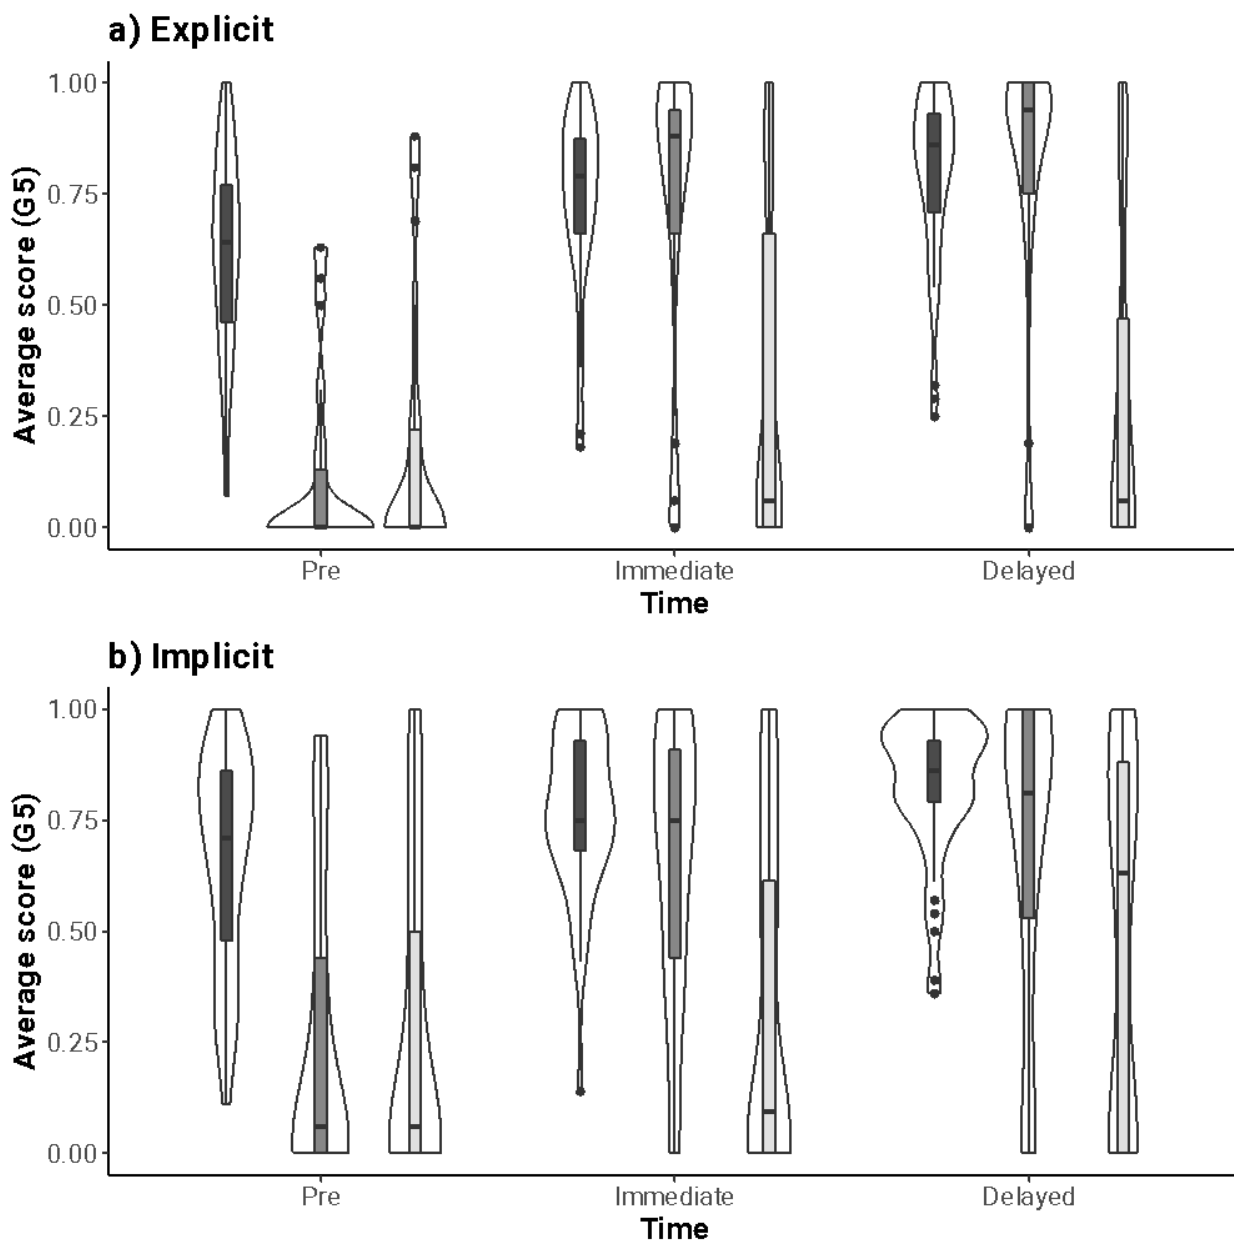 a) Explicit
Average score (G5)
1.00
0.75
0.50
0.25
0.00
Pre Immediate Delayed
Time
b) Implicit
Average score (G5)
1.00
0.75
0.50
0.25
0.00
Pre Immediate Delayed
Time